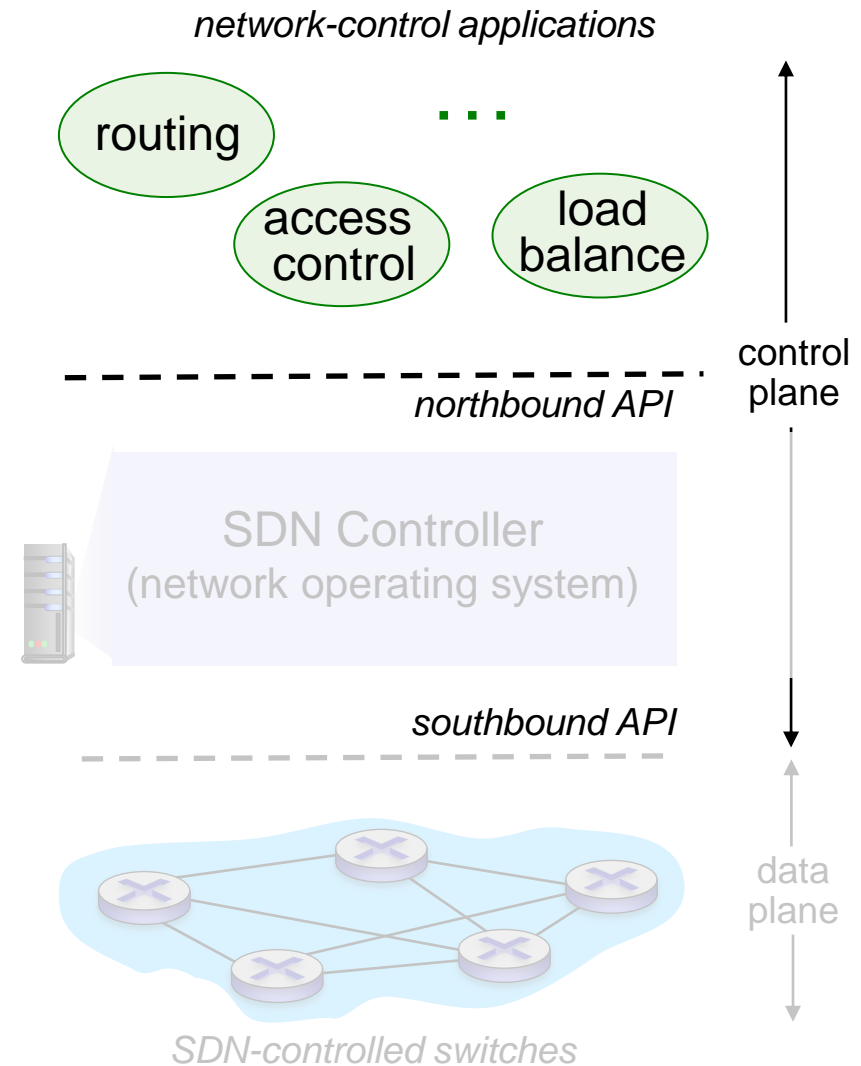 network-control applications
routing
...
access
control
load
balance
control
plane
northbound API
SDN Controller
(network operating system)
southbound API
data
plane
SDN-controlled switches